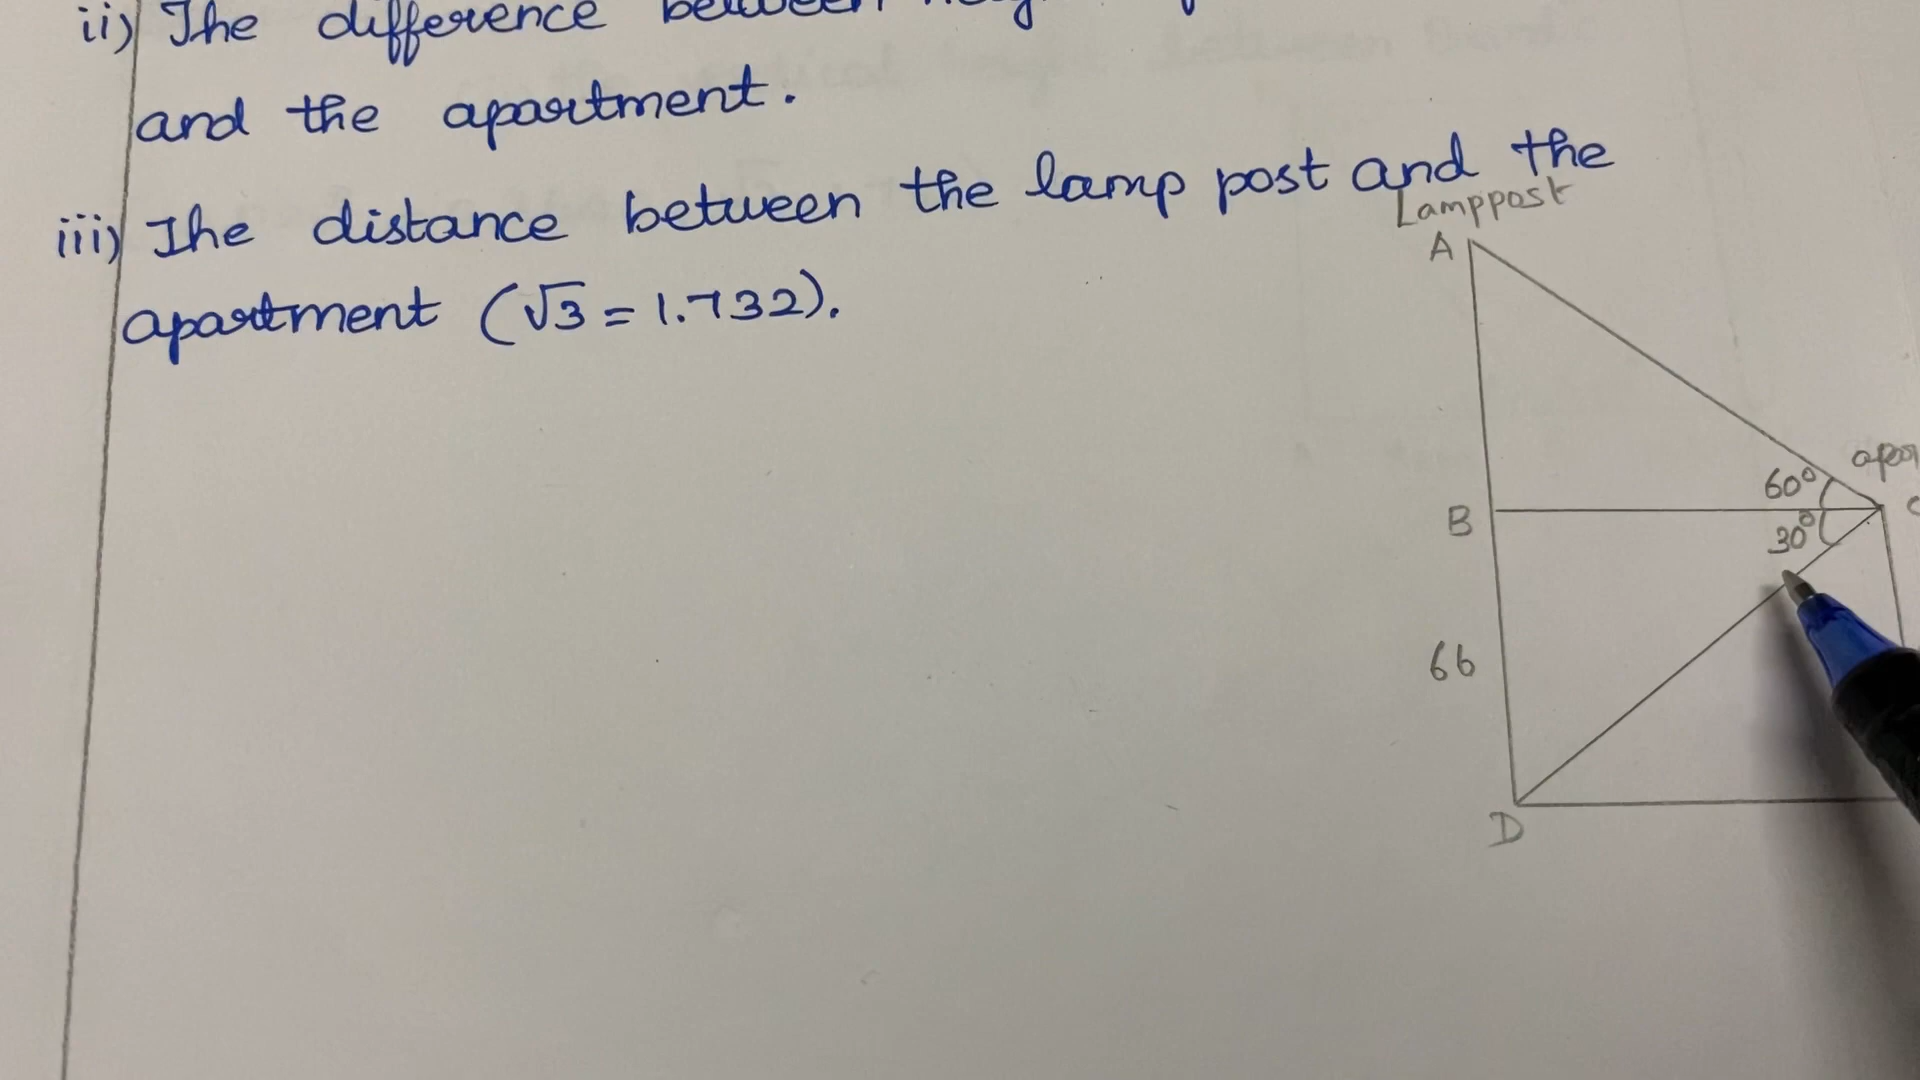 ii) The difference between
and the apartment.
iii) The distance between the lamp post and the
apartment (√3 = 1.732).
Lamppost
A
60°
B
30°
66
D